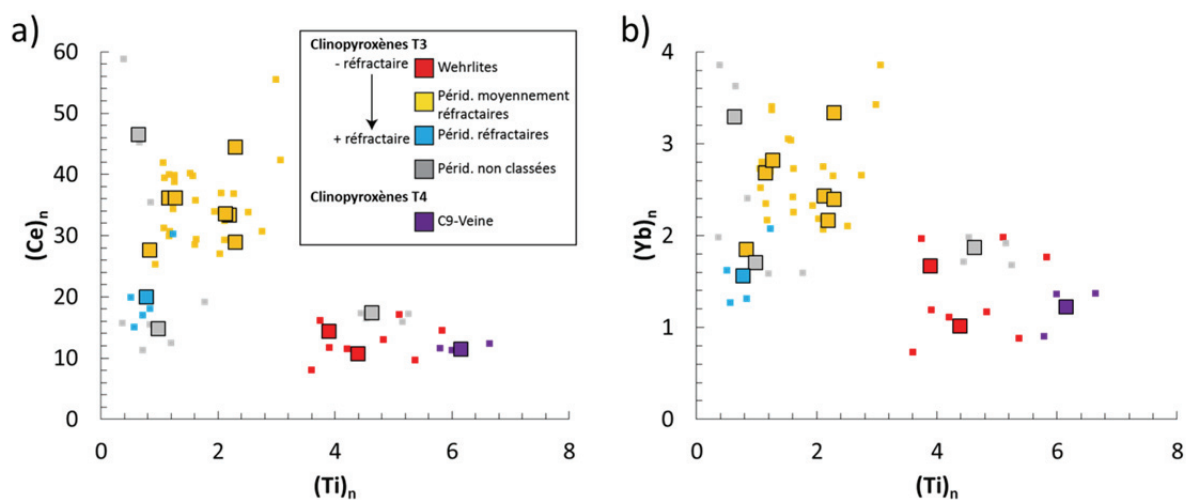 a)
(Ce)n
60
50
40
30
20
10
0
0 2 4 6 8
(Ti)n
Clinopyroxènes T3
- réfractaire
+ réfractaire
Wehrlites
Périd. moyennement
réfractaires
Périd. réfractaires
Périd. non classées
Clinopyroxènes T4
C9-Veine
b)
(Yb)n
4
3
2
1
0
0 2 4 6 8
(Ti)n